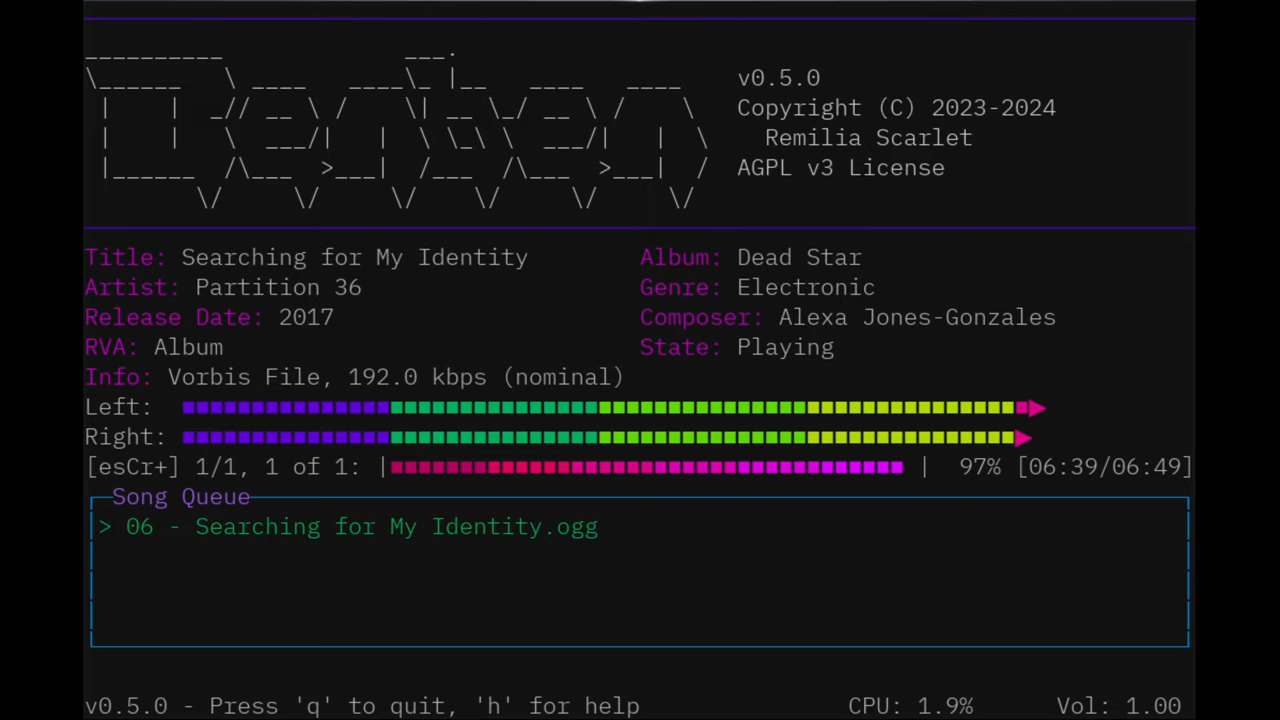 Benben
v0.5.0
Copyright (C) 2023-2024
Remilia Scarlet
AGPL v3 License
Title: Searching for My Identity
Album: Dead Star
Artist: Partition 36
Genre: Electronic
Release Date: 2017
Composer: Alexa Jones-Gonzales
RVA: Album
State: Playing
Info: Vorbis File, 192.0 kbps (nominal)
Left:
Right:
[esCr+] 1/1, 1 of 1: | | 97% [06:39/06:49]
Song Queue
> 06 - Searching for My Identity.ogg
v0.5.0 - Press 'q' to quit, 'h' for help CPU: 1.9% Vol: 1.00